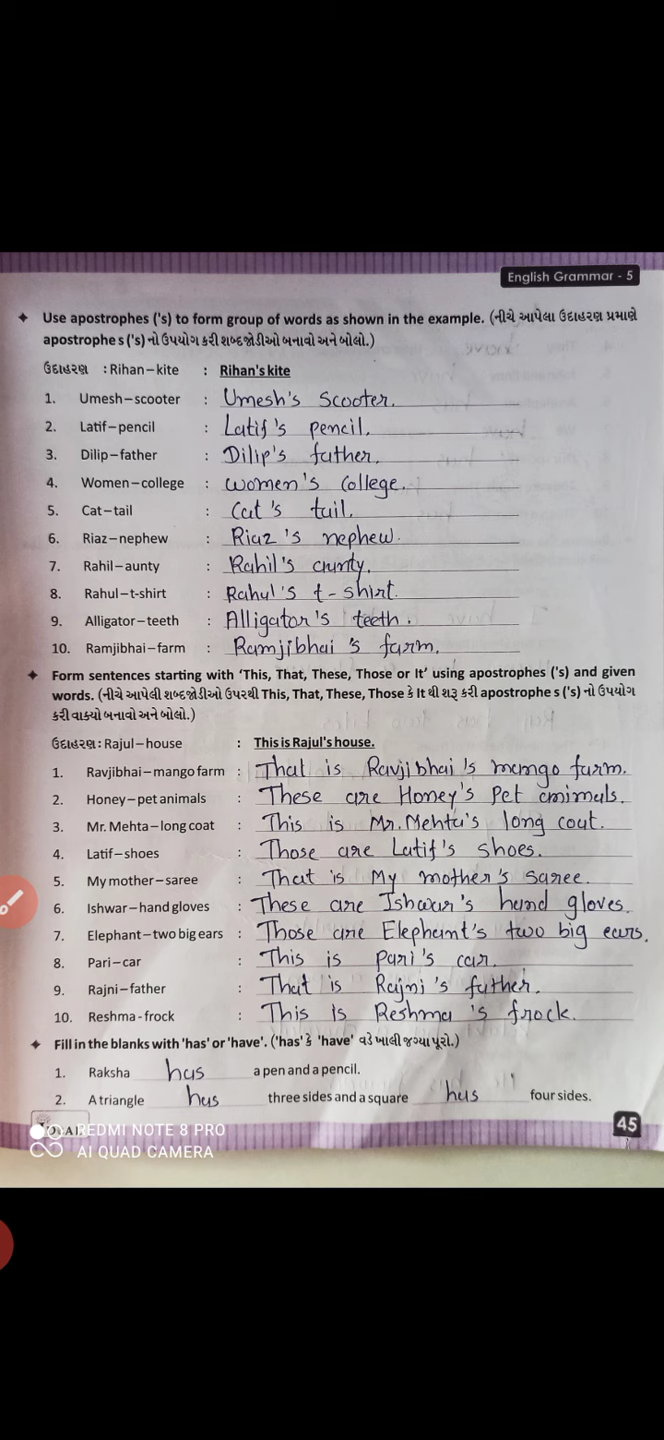 English Grammar - 5
✦ Use apostrophes ('s) to form group of words as shown in the example. (નીચે આપેલા ઉદાહરણ પ્રમાણે
apostrophe s ('s) નો ઉપયોગ કરી શબ્દજોડીઓ બનાવો અને બોલો.)
ઉદાહરણ : Rihan – kite : Rihan's kite
1. Umesh – scooter : Umesh's Scooter.
2. Latif – pencil : Latif's pencil.
3. Dilip – father : Dilip's father.
4. Women – college : women's College.
5. Cat – tail : Cat's tail.
6. Riaz – nephew : Riaz's nephew.
7. Rahil – aunty : Rahil's aunty.
8. Rahul – t-shirt : Rahul's t-shirt.
9. Alligator – teeth : Alligator's teeth.
10. Ramjibhai – farm : Ramjibhai's farm.
✦ Form sentences starting with 'This, That, These, Those or It' using apostrophes ('s) and given
words. (નીચે આપેલી શબ્દજોડીઓ ઉપરથી This, That, These, Those કે It થી શરૂ કરી apostrophe s ('s) નો ઉપયોગ
કરી વાક્યો બનાવો અને બોલો.)
ઉદાહરણ : Rajul – house : This is Rajul's house.
1. Ravjibhai – mango farm : That is Ravjibhai's mango farm.
2. Honey – pet animals : These are Honey's Pet animals.
3. Mr. Mehta – long coat : This is Mr. Mehta's long coat.
4. Latif – shoes : Those are Latif's shoes.
5. My mother – saree : That is My mother's saree.
6. Ishwar – hand gloves : These are Ishwar's hand gloves.
7. Elephant – two big ears : Those are Elephant's two big ears.
8. Pari – car : This is pari's car.
9. Rajni – father : That is Rajni's father.
10. Reshma - frock : This Is Reshma's frock.
✦ Fill in the blanks with 'has' or 'have'. ('has' કે 'have' વડે ખાલી જગ્યા પૂરો.)
1. Raksha has a pen and a pencil.
2. A triangle has three sides and a square has four sides.
45
REDMI NOTE 8 PRO
AI QUAD CAMERA